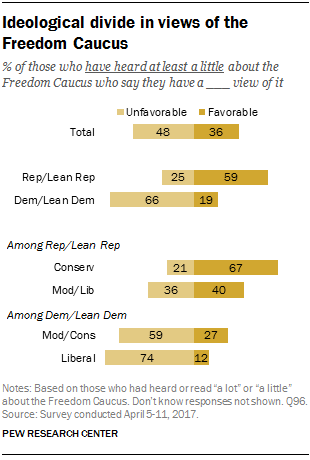 Ideological divide in views of the
Freedom Caucus
% of those who have heard at least a little about the
Freedom Caucus who say they have a ___ view of it
Unfavorable Favorable
Total 48 36
Rep/Lean Rep 25 59
Dem/Lean Dem 66 19
Among Rep/Lean Rep
Conserv 21 67
Mod/Lib 36 40
Among Dem/Lean Dem
Mod/Cons 59 27
Liberal 74 12
Notes: Based on those who had heard or read “a lot” or “a little”
about the Freedom Caucus. Don’t know responses not shown. Q96.
Source: Survey conducted April 5-11, 2017.
PEW RESEARCH CENTER